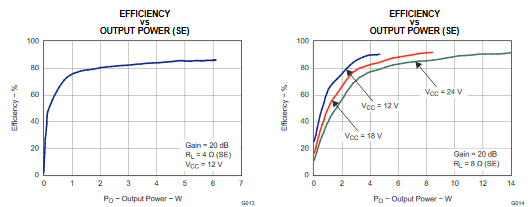 EFFICIENCY
vs
OUTPUT POWER (SE)
100
80
60
40
20
0
Efficiency – %
Gain = 20 dB
RL = 4 Ω (SE)
VCC = 12 V
0 1 2 3 4 5 6 7
PO – Output Power – W
G013
EFFICIENCY
vs
OUTPUT POWER (SE)
100
80
60
40
20
0
Efficiency – %
VCC = 24 V
VCC = 12 V
VCC = 18 V
Gain = 20 dB
RL = 8 Ω (SE)
0 2 4 6 8 10 12 14
PO – Output Power – W
G014